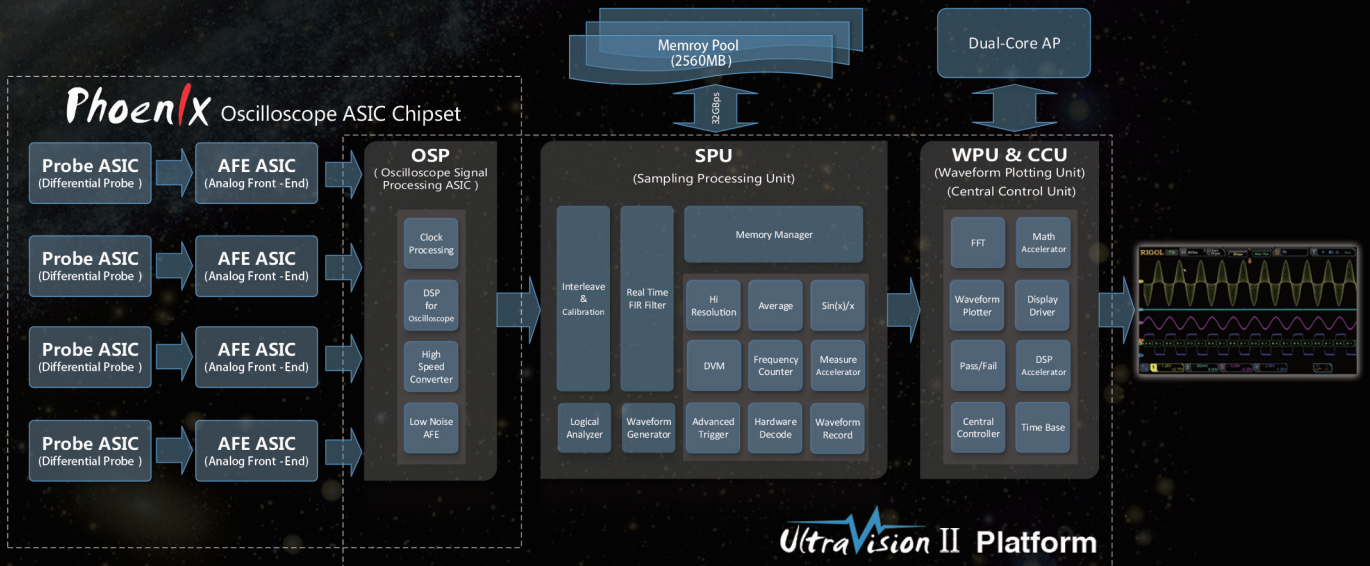 Memroy Pool
(2560MB)
Dual-Core AP
32GBps
PhoenIx Oscilloscope ASIC Chipset
Probe ASIC
(Differential Probe )
AFE ASIC
(Analog Front -End)
Probe ASIC
(Differential Probe )
AFE ASIC
(Analog Front -End)
Probe ASIC
(Differential Probe )
AFE ASIC
(Analog Front -End)
Probe ASIC
(Differential Probe )
AFE ASIC
(Analog Front -End)
OSP
( Oscilloscope Signal
Processing ASIC )
Clock
Processing
DSP
for
Oscilloscope
High
Speed
Converter
Low Noise
AFE
SPU
(Sampling Processing Unit)
Interleave
&
Calibration
Real Time
FIR Filter
Memory Manager
Hi
Resolution
Average
Sin(x)/x
DVM
Frequency
Counter
Measure
Accelerator
Logical
Analyzer
Waveform
Generator
Advanced
Trigger
Hardware
Decode
Waveform
Record
WPU & CCU
(Waveform Plotting Unit)
(Central Control Unit)
FFT
Math
Accelerator
Waveform
Plotter
Display
Driver
Pass/Fail
DSP
Accelerator
Central
Controller
Time Base
RIGOL
UltraVision II Platform